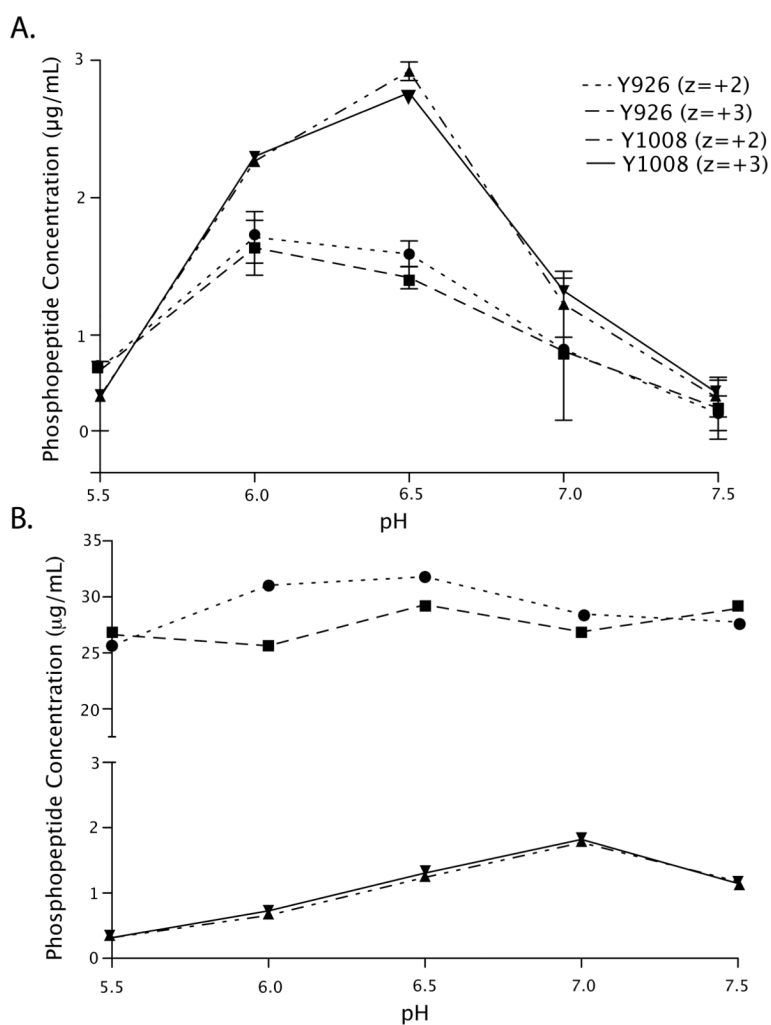 A.
Phosphopeptide Concentration (µg/mL)
3
2
1
0
5.5 6.0 6.5 7.0 7.5
pH
Y926 (z=+2)
Y926 (z=+3)
Y1008 (z=+2)
Y1008 (z=+3)
B.
Phosphopeptide Concentration (µg/mL)
35
30
25
20
3
2
1
0
5.5 6.0 6.5 7.0 7.5
pH